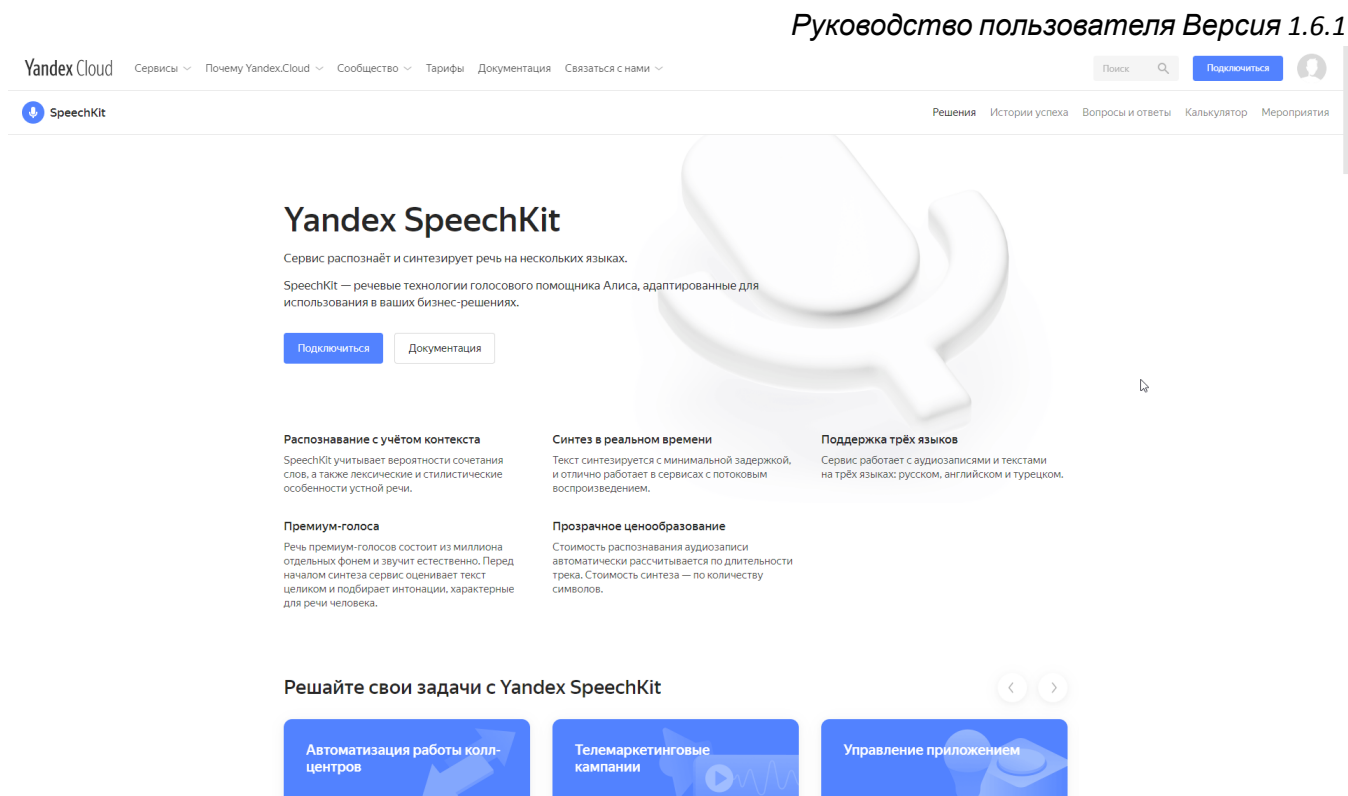 Руководство пользователя Версия 1.6.1
Yandex Cloud Сервисы Почему Yandex.Cloud Сообщество Тарифы Документация Связаться с нами Поиск Подключиться
SpeechKit Решения Истории успеха Вопросы и ответы Калькулятор Мероприятия
Yandex SpeechKit
Сервис распознаёт и синтезирует речь на нескольких языках.
SpeechKit — речевые технологии голосового помощника Алиса, адаптированные для
использования в ваших бизнес-решениях.
Подключиться Документация
Распознавание с учётом контекста
SpeechKit учитывает вероятности сочетания
слов, а также лексические и стилистические
особенности устной речи.
Синтез в реальном времени
Текст синтезируется с минимальной задержкой,
и отлично работает в сервисах с потоковым
воспроизведением.
Поддержка трёх языков
Сервис работает с аудиозаписями и текстами
на трёх языках: русском, английском и турецком.
Премиум-голоса
Речь премиум-голосов состоит из миллиона
отдельных фонем и звучит естественно. Перед
началом синтеза сервис оценивает текст
целиком и подбирает интонации, характерные
для речи человека.
Прозрачное ценообразование
Стоимость распознавания аудиозаписи
автоматически рассчитывается по длительности
трека. Стоимость синтеза — по количеству
символов.
Решайте свои задачи с Yandex SpeechKit
Автоматизация работы колл-
центров
Телемаркетинговые
кампании
Управление приложением